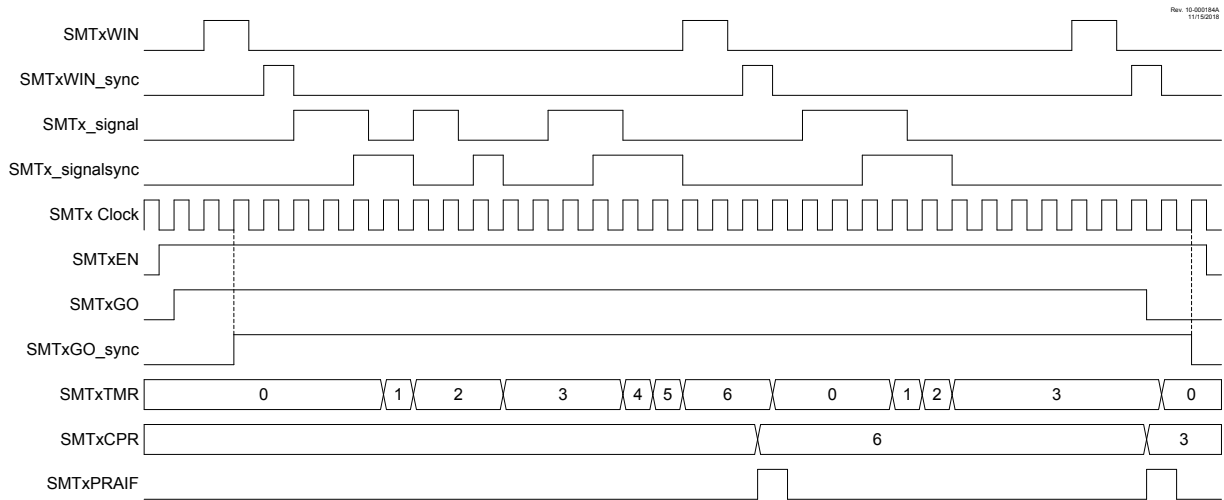 Rev. 10-000184A
11/15/2018
SMTxWIN
SMTxWIN_sync
SMTx_signal
SMTx_signalsync
SMTx Clock
SMTxEN
SMTxGO
SMTxGO_sync
SMTxTMR 0 1 2 3 4 5 6 0 1 2 3 0
SMTxCPR 6 3
SMTxPRAIF